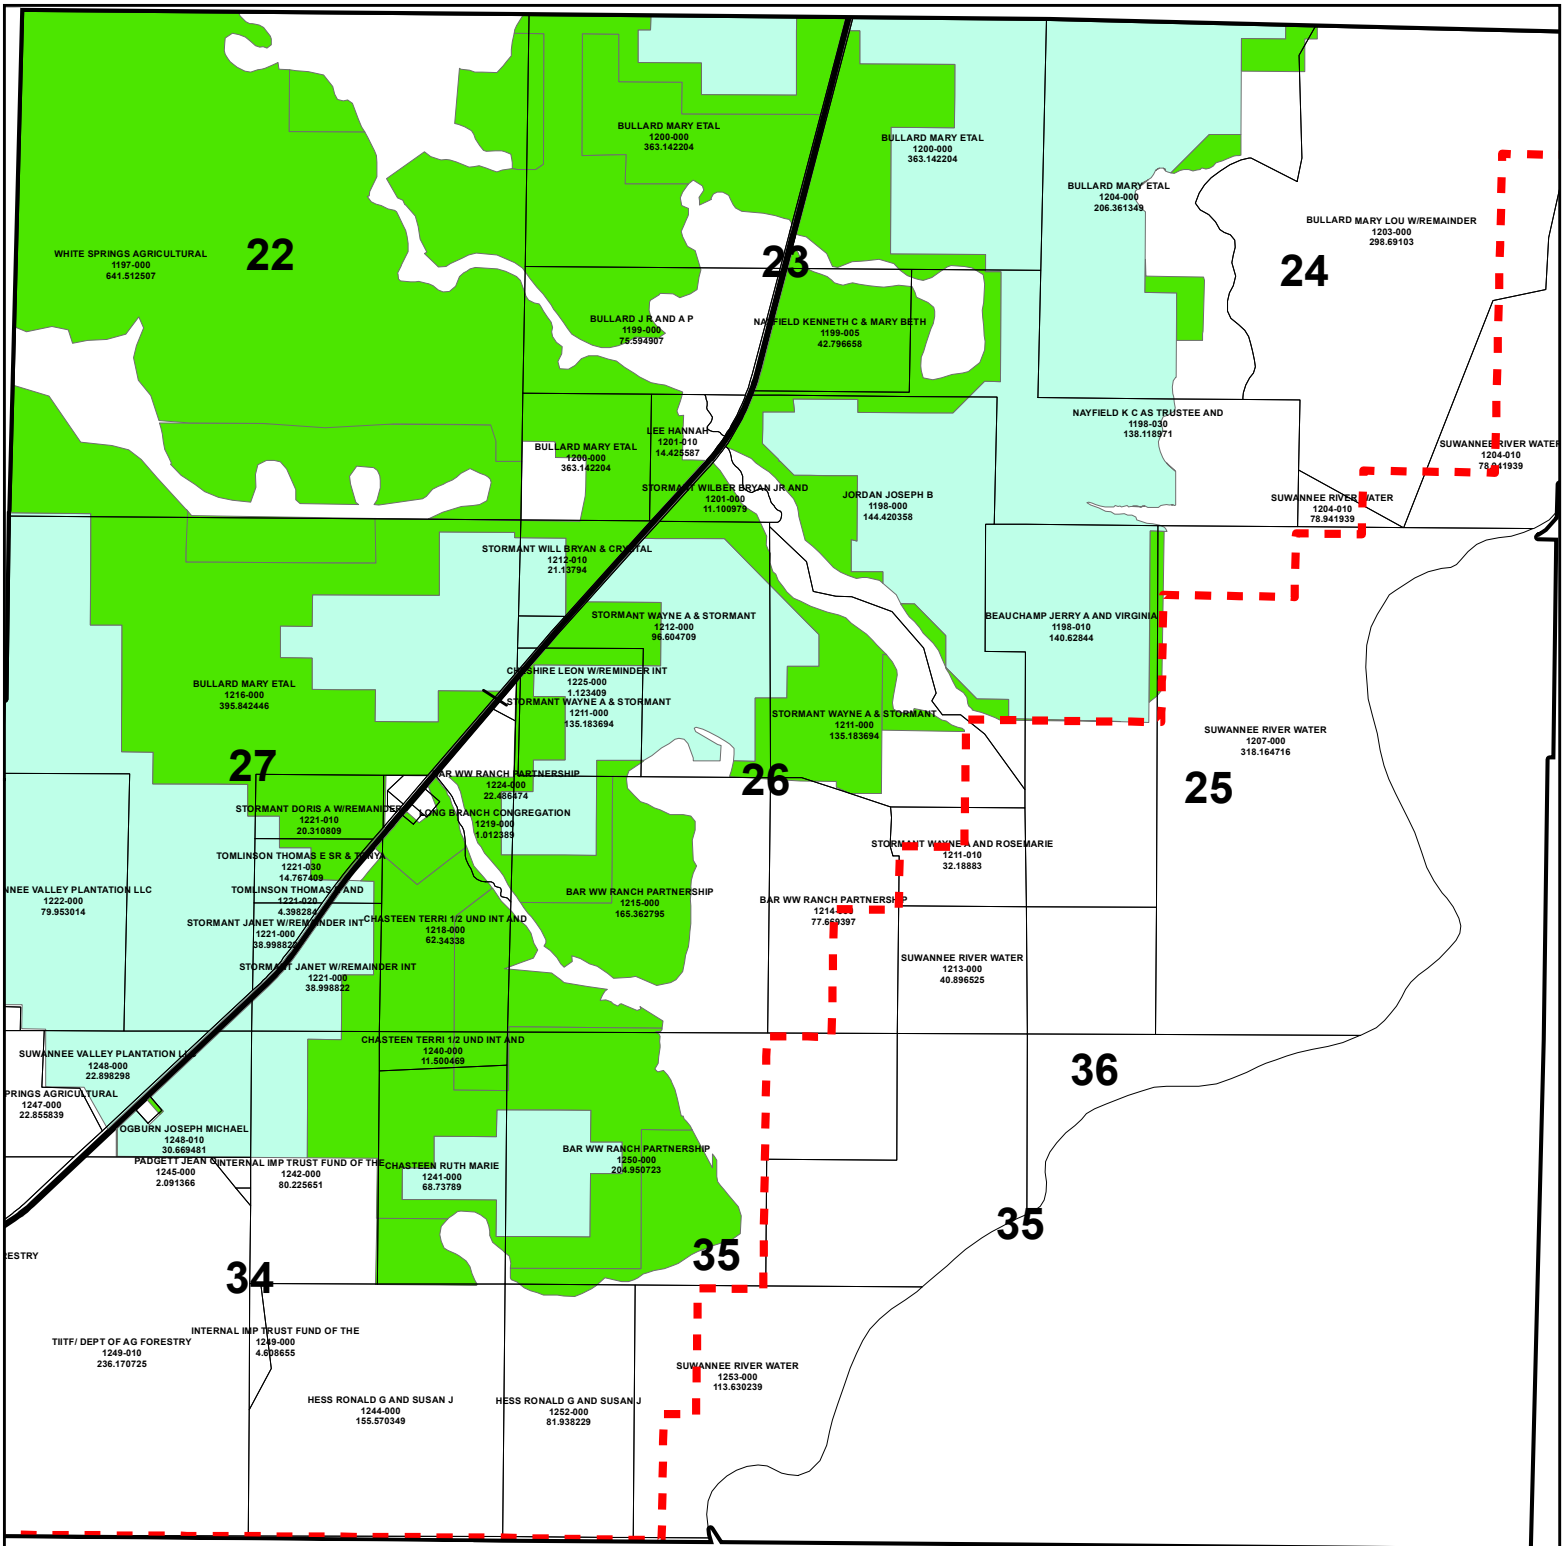 BULLARD MARY ETAL
1200-000
363.142204
BULLARD MARY ETAL
1200-000
363.142204
BULLARD MARY ETAL
1204-000
206.361349
BULLARD MARY LOU W/REMAINDER
1203-000
298.69103
WHITE SPRINGS AGRICULTURAL
1197-000
641.512507
22
23
24
BULLARD J R AND A P
1199-000
75.594907
NAYFIELD KENNETH C & MARY BETH
1199-005
42.796658
NAYFIELD K C AS TRUSTEE AND
1198-030
138.118971
LEE HANNAH
1201-010
14.425587
BULLARD MARY ETAL
1200-000
363.142204
SUWANNEE RIVER WATER
1204-010
78.941939
STORMANT WILBER BRYAN JR AND
1201-000
11.100979
JORDAN JOSEPH B
1198-000
144.420358
SUWANNEE RIVER WATER
1204-010
78.941939
STORMANT WILL BRYAN & CRYSTAL
1212-010
21.13794
STORMANT WAYNE A & STORMANT
1212-000
96.604709
BEAUCHAMP JERRY A AND VIRGINIA
1198-010
140.62844
CHESHIRE LEON W/REMINDER INT
1225-000
1.123409
BULLARD MARY ETAL
1216-000
395.842446
STORMANT WAYNE A & STORMANT
1211-000
135.183694
STORMANT WAYNE A & STORMANT
1211-000
135.183694
SUWANNEE RIVER WATER
1207-000
318.164716
27
26
25
BAR WW RANCH PARTNERSHIP
1224-000
22.486474
STORMANT DORIS A W/REMAINDER
1221-010
20.310809
LONG BRANCH CONGREGATION
1219-000
1.012389
STORMANT WAYNE A AND ROSEMARIE
1211-010
32.18883
TOMLINSON THOMAS E SR & TANYA
1221-030
14.767409
NNEE VALLEY PLANTATION LLC
1222-000
79.953014
TOMLINSON THOMAS AND
1221-020
4.398284
BAR WW RANCH PARTNERSHIP
1215-000
165.362795
BAR WW RANCH PARTNERSHIP
77.669397
STORMANT JANET W/REMAINDER INT
1221-000
38.998822
CHASTEEN TERRI 1/2 UND INT AND
1218-000
62.34338
SUWANNEE RIVER WATER
1213-000
40.896525
STORMANT JANET W/REMAINDER INT
1221-000
38.998822
CHASTEEN TERRI 1/2 UND INT AND
1240-000
11.500469
SUWANNEE VALLEY PLANTATION LLC
1248-000
22.898298
36
PRINGS AGRICULTURAL
1247-000
22.855839
OGBURN JOSEPH MICHAEL
1248-010
30.669481
BAR WW RANCH PARTNERSHIP
1250-000
204.950723
PADGETT JEAN
1245-000
2.091366
INTERNAL IMP TRUST FUND OF THE
1242-000
80.225651
CHASTEEN RUTH MARIE
1241-000
68.73789
35
35
RESTRY
34
INTERNAL IMP TRUST FUND OF THE
1249-000
4.608655
TIITF/ DEPT OF AG FORESTRY
1249-010
236.170725
SUWANNEE RIVER WATER
1253-000
113.630239
HESS RONALD G AND SUSAN J
1244-000
155.570349
HESS RONALD G AND SUSAN J
1252-000
81.938229